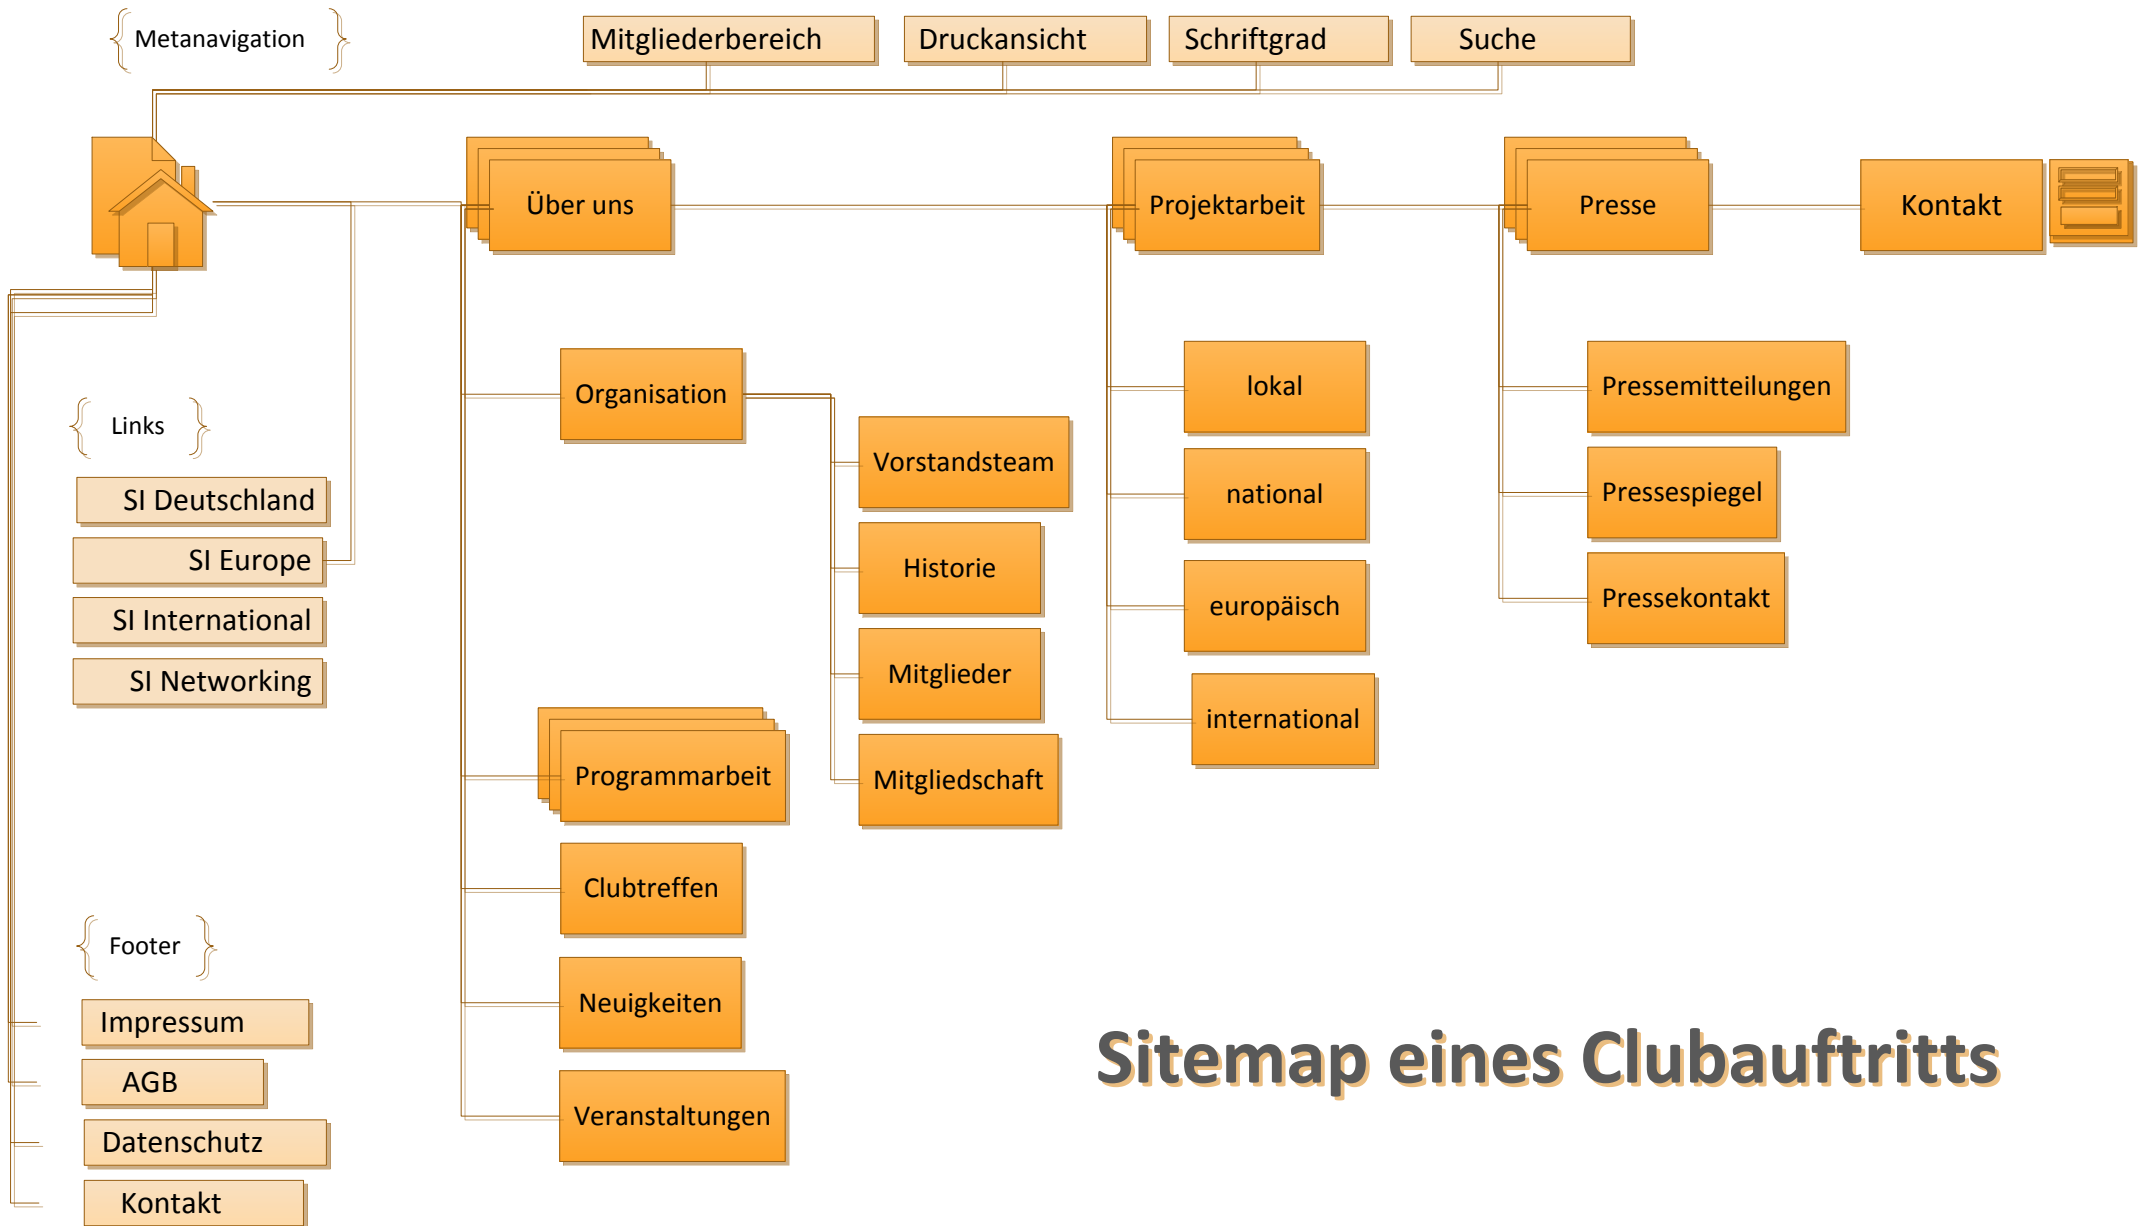 Metanavigation
Mitgliederbereich
Druckansicht
Schriftgrad
Suche
Über uns
Projektarbeit
Presse
Kontakt
Links
SI Deutschland
SI Europe
SI International
SI Networking
Organisation
Vorstandsteam
Historie
Mitglieder
Mitgliedschaft
Programmarbeit
Clubtreffen
Neuigkeiten
Veranstaltungen
lokal
national
europäisch
international
Pressemitteilungen
Pressespiegel
Pressekontakt
Footer
Impressum
AGB
Datenschutz
Kontakt
Sitemap eines Clubauftritts